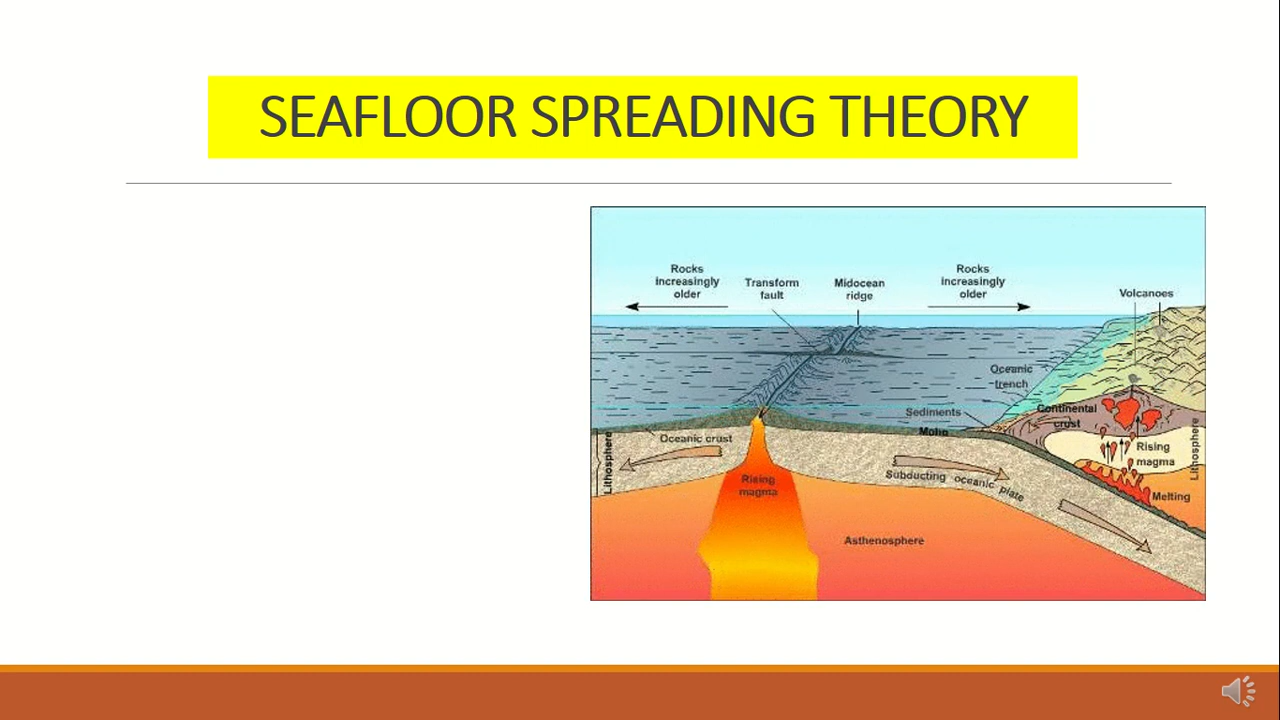 SEAFLOOR SPREADING THEORY
Rocks
increasingly
older
Transform
fault
Midocean
ridge
Rocks
increasingly
older
Volcanoes
Oceanic
trench
Sediments
Continental
crust
Moho
Oceanic crust
Lithosphere
Lithosphere
Rising
magma
Rising
magma
Subducting oceanic plate
Melting
Asthenosphere